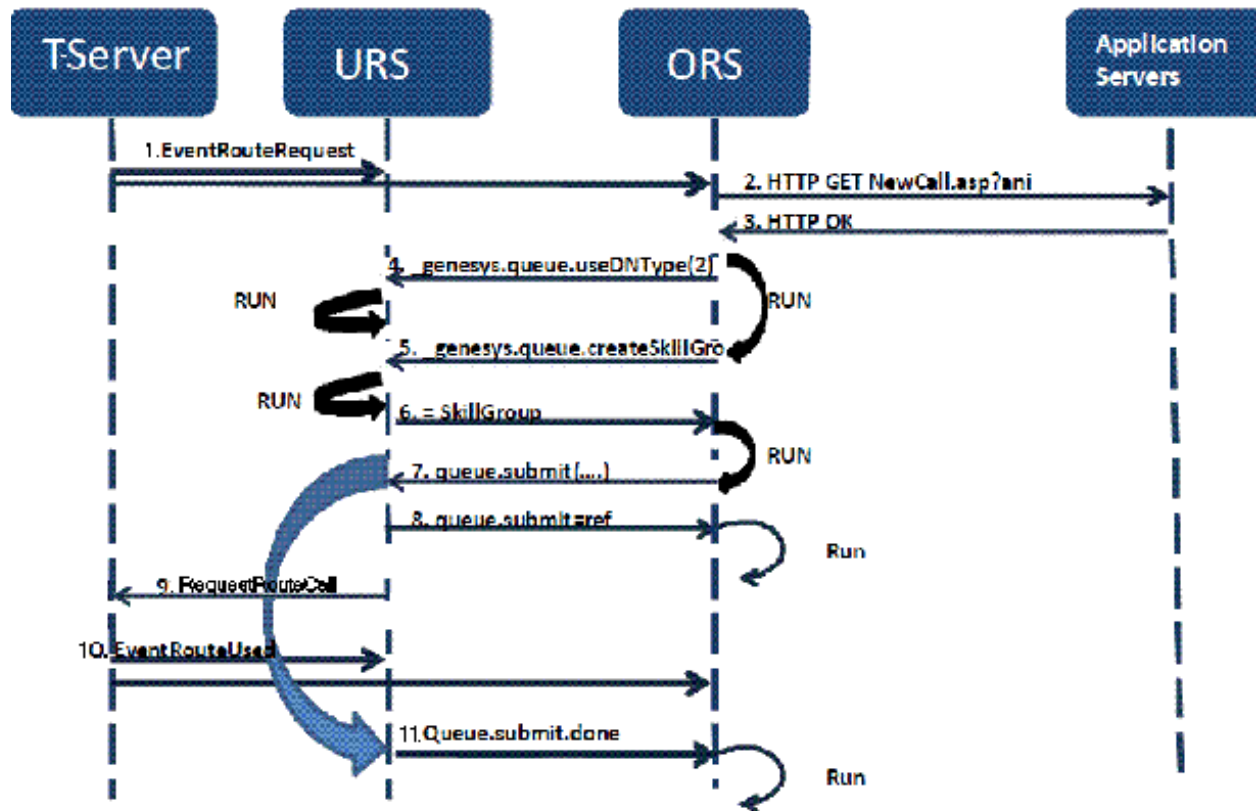 T-Server
URS
ORS
Application
Servers
1.EventRouteRequest
2. HTTP GET NewCall.asp?ani
3. HTTP OK
4. _genesys.queue.useDNType(2)
RUN
RUN
5. _genesys.queue.createSkillGro
RUN
6. = SkillGroup
RUN
7. queue.submit(....)
8. queue.submit=ref
Run
9. RequestRouteCall
10. EventRouteUsed
11.Queue.submit.done
Run